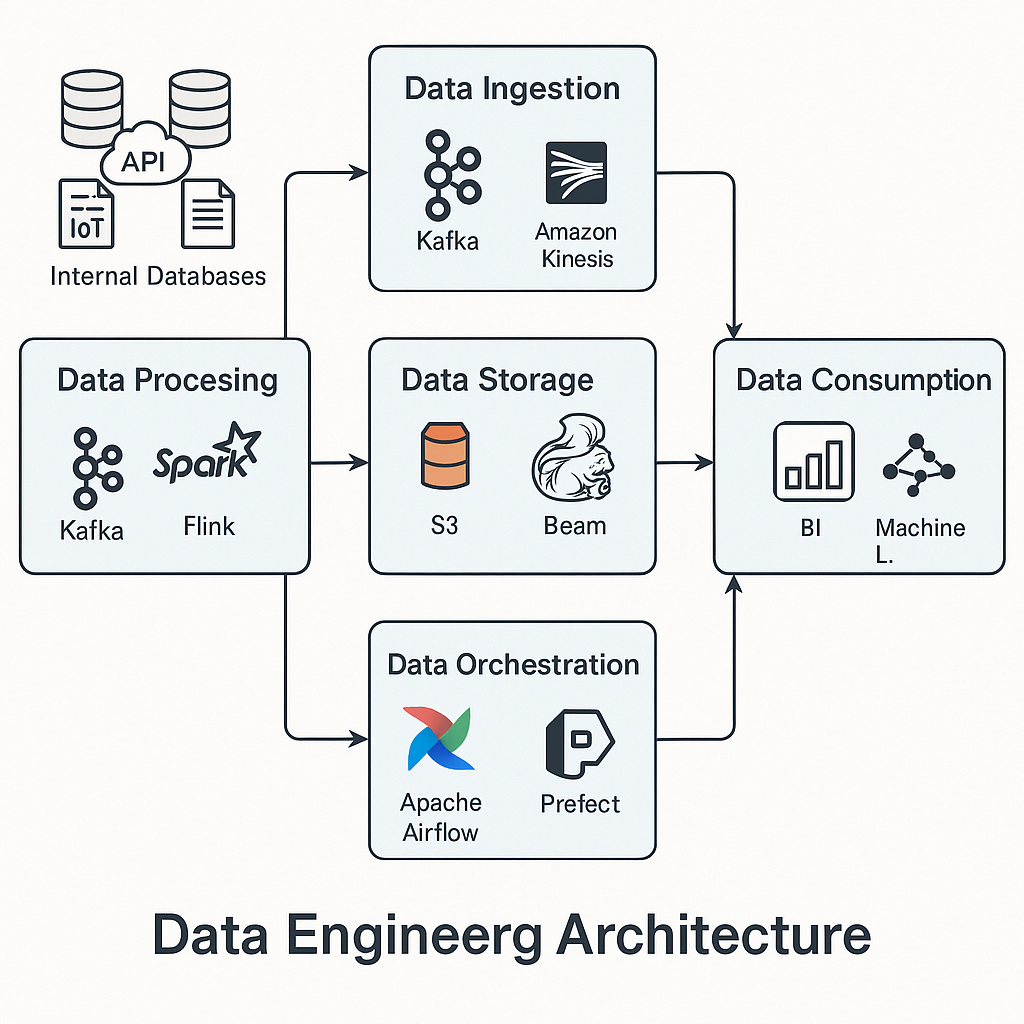 API
IoT
Internal Databases
Data Ingestion
Kafka
Amazon
Kinesis
Data Procesing
Kafka
Spark
Flink
Data Storage
S3
Beam
Data Consumption
BI
Machine
L.
Data Orchestration
Apache
Airflow
Prefect
Data Engineerg Architecture